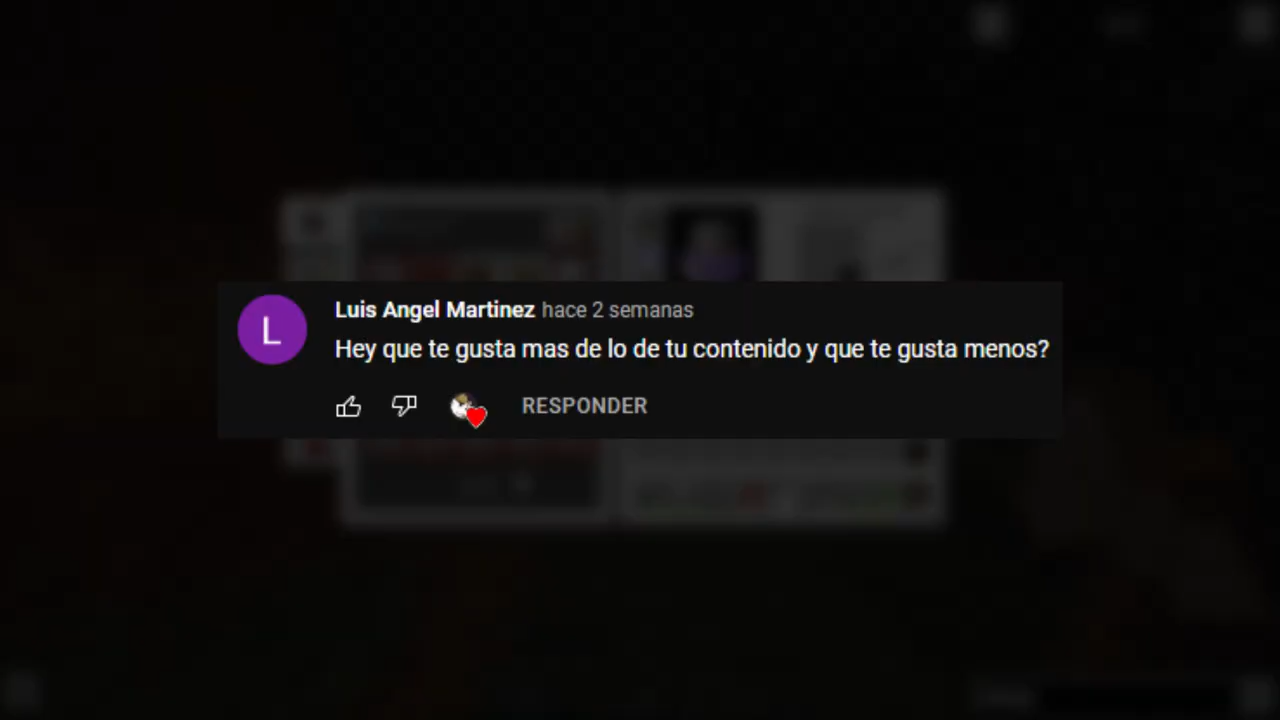 L
Luis Angel Martinez hace 2 semanas
Hey que te gusta mas de lo de tu contenido y que te gusta menos?
RESPONDER